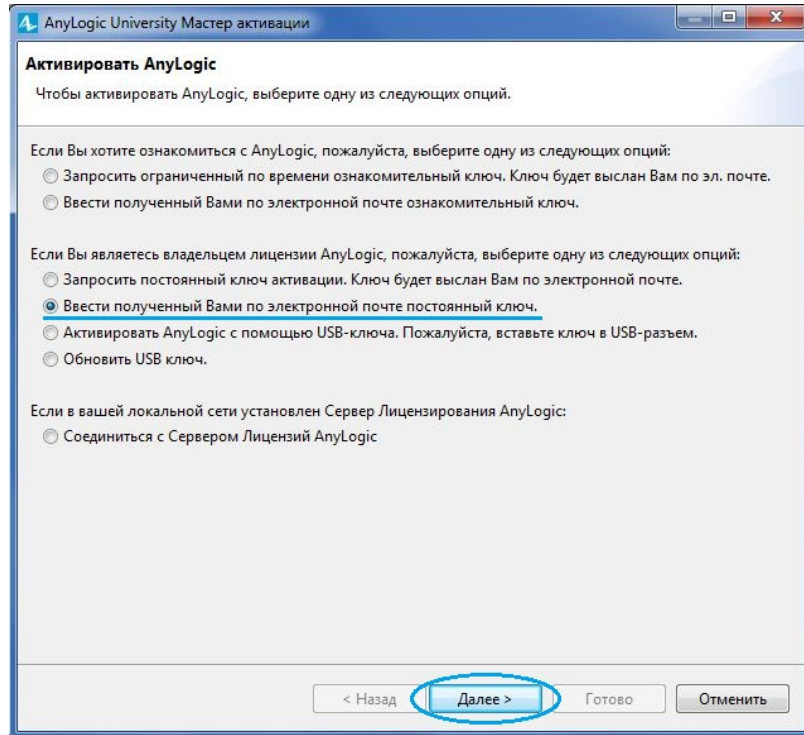 AnyLogic University Мастер активации
Активировать AnyLogic
Чтобы активировать AnyLogic, выберите одну из следующих опций.
Если Вы хотите ознакомиться с AnyLogic, пожалуйста, выберите одну из следующих опций:
Запросить ограниченный по времени ознакомительный ключ. Ключ будет выслан Вам по эл. почте.
Ввести полученный Вами по электронной почте ознакомительный ключ.
Если Вы являетесь владельцем лицензии AnyLogic, пожалуйста, выберите одну из следующих опций:
Запросить постоянный ключ активации. Ключ будет выслан Вам по электронной почте.
Ввести полученный Вами по электронной почте постоянный ключ.
Активировать AnyLogic с помощью USB-ключа. Пожалуйста, вставьте ключ в USB-разъем.
Обновить USB ключ.
Если в вашей локальной сети установлен Сервер Лицензирования AnyLogic:
Соединиться с Сервером Лицензий AnyLogic
< Назад Далее > Готово Отменить